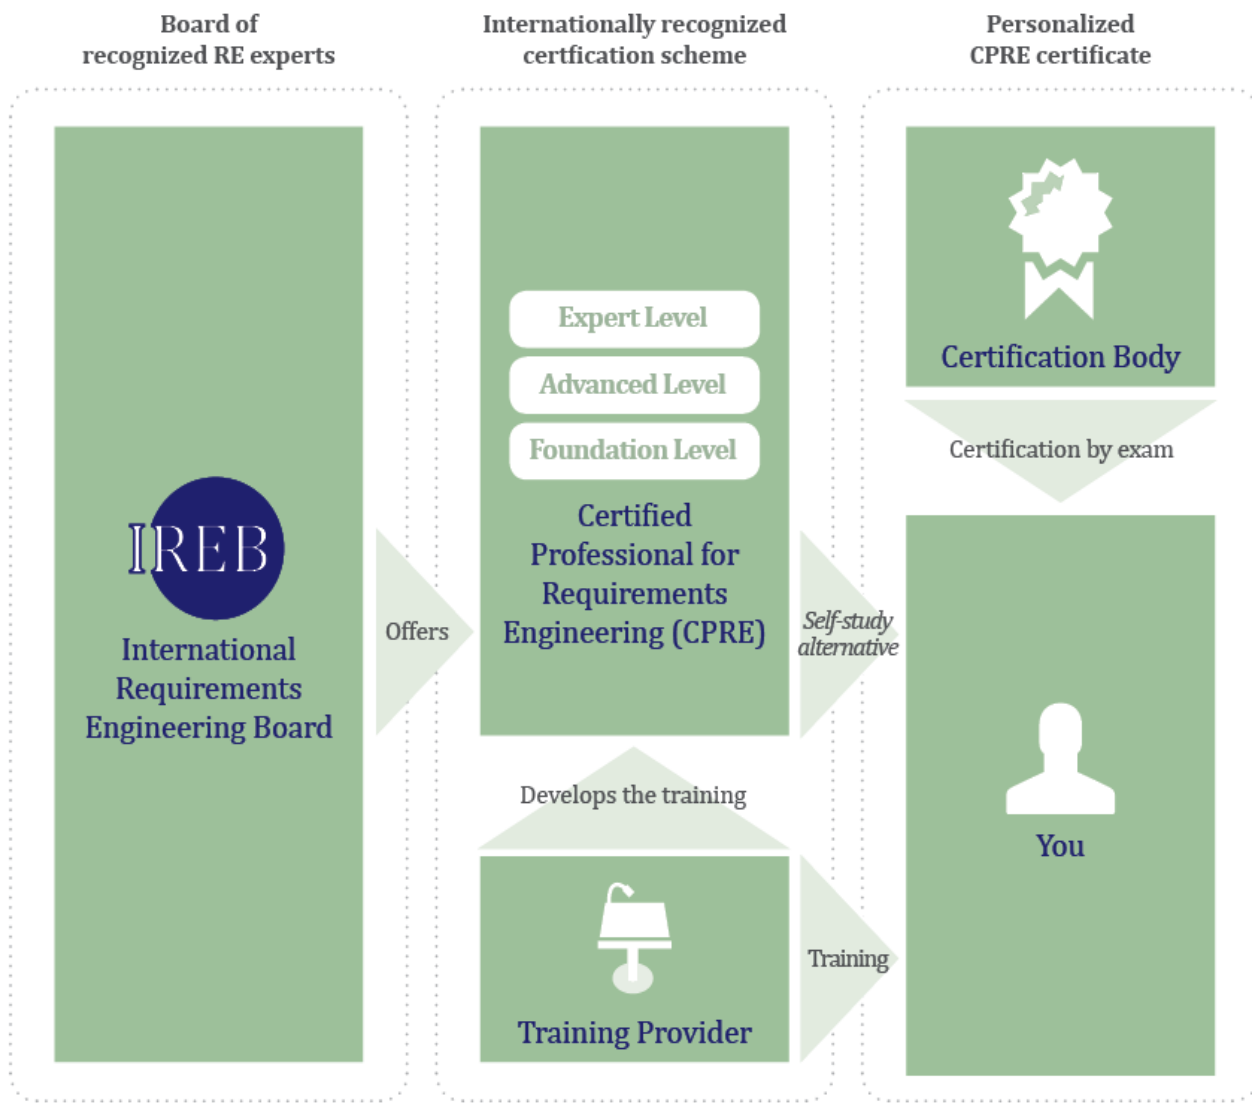 Board of
recognized RE experts
Internationally recognized
certfication scheme
Personalized
CPRE certificate
IREB
International
Requirements
Engineering Board
Offers
Expert Level
Advanced Level
Foundation Level
Certified
Professional for
Requirements
Engineering (CPRE)
Develops the training
Training Provider
Self-study
alternative
Training
Certification Body
Certification by exam
You